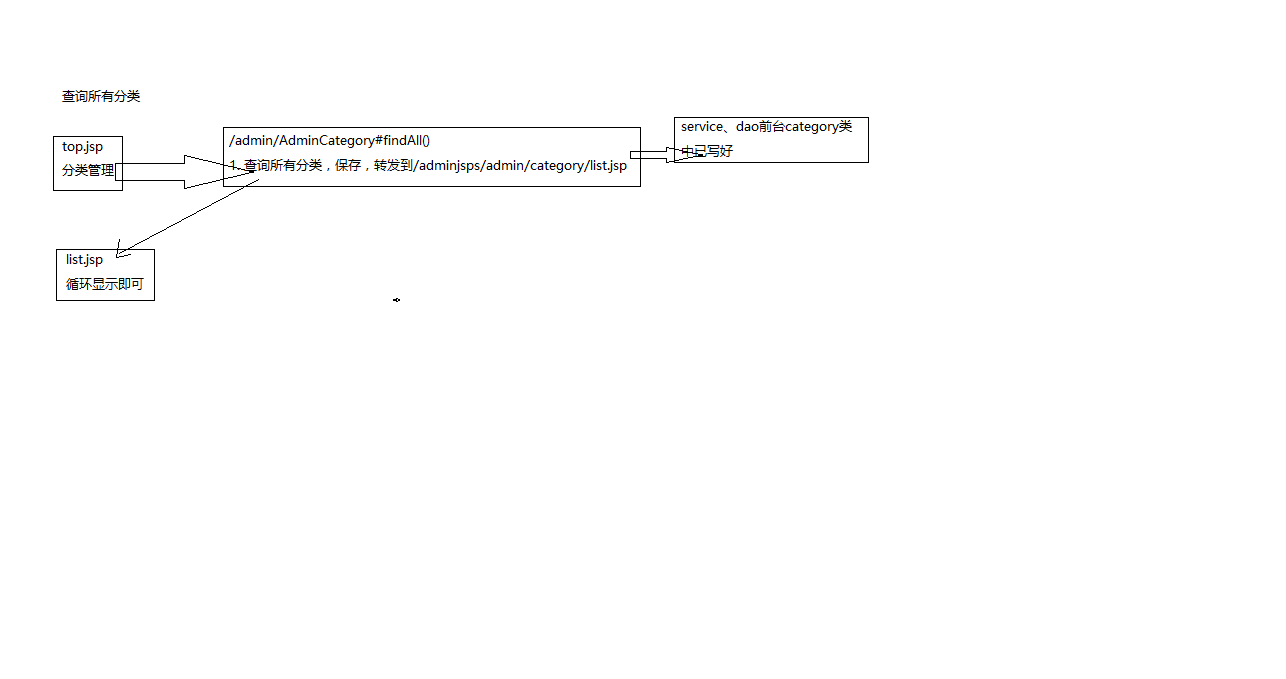 查询所有分类
top.jsp
分类管理
/admin/AdminCategory#findAll()
1. 查询所有分类，保存，转发到/adminjsps/admin/category/list.jsp
service、dao前台category类
中已写好
list.jsp
循环显示即可